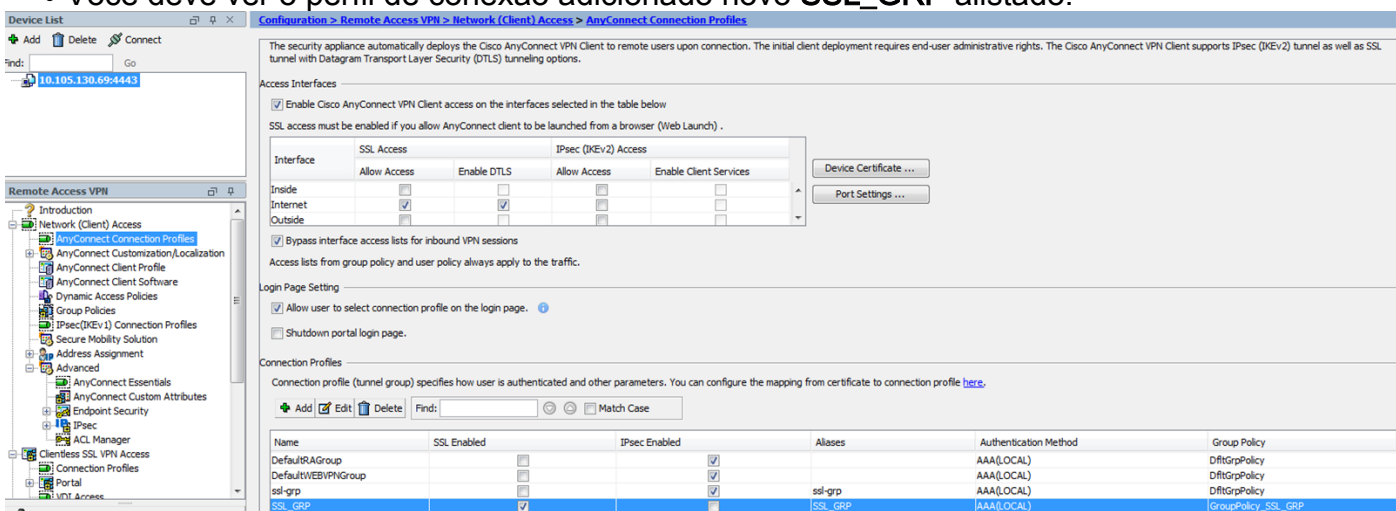 • Você deve ver o perfil de conexão adicionado novo SSL_GRP alistado.
Device List
Add Delete Connect
Find: Go
10.105.130.69:4443
Remote Access VPN
Introduction
Network (Client) Access
AnyConnect Connection Profiles
AnyConnect Customization/Localization
AnyConnect Client Profile
AnyConnect Client Software
Dynamic Access Policies
Group Policies
IPsec(IKEv1) Connection Profiles
Secure Mobility Solution
Address Assignment
Advanced
AnyConnect Essentials
AnyConnect Custom Attributes
Endpoint Security
IPsec
ACL Manager
Clientless SSL VPN Access
Connection Profiles
Portal
VDI Access
Configuration > Remote Access VPN > Network (Client) Access > AnyConnect Connection Profiles
The security appliance automatically deploys the Cisco AnyConnect VPN Client to remote users upon connection. The initial client deployment requires end-user administrative rights. The Cisco AnyConnect VPN Client supports IPsec (IKEv2) tunnel as well as SSL
tunnel with Datagram Transport Layer Security (DTLS) tunneling options.
Access Interfaces
Enable Cisco AnyConnect VPN Client access on the interfaces selected in the table below
SSL access must be enabled if you allow AnyConnect client to be launched from a browser (Web Launch) .
Interface SSL Access IPsec (IKEv2) Access
Allow Access Enable DTLS Allow Access Enable Client Services
Inside
Internet
Outside
Device Certificate ...
Port Settings ...
Bypass interface access lists for inbound VPN sessions
Access lists from group policy and user policy always apply to the traffic.
Login Page Setting
Allow user to select connection profile on the login page.
Shutdown portal login page.
Connection Profiles
Connection profile (tunnel group) specifies how user is authenticated and other parameters. You can configure the mapping from certificate to connection profile here.
Add Edit Delete Find: Match Case
Name SSL Enabled IPsec Enabled Aliases Authentication Method Group Policy
DefaultRAGroup AAA(LOCAL) DfltGrpPolicy
DefaultWEBVPNGroup AAA(LOCAL) DfltGrpPolicy
ssl-grp ssl-grp AAA(LOCAL) DfltGrpPolicy
SSL_GRP SSL_GRP AAA(LOCAL) GroupPolicy_SSL_GRP